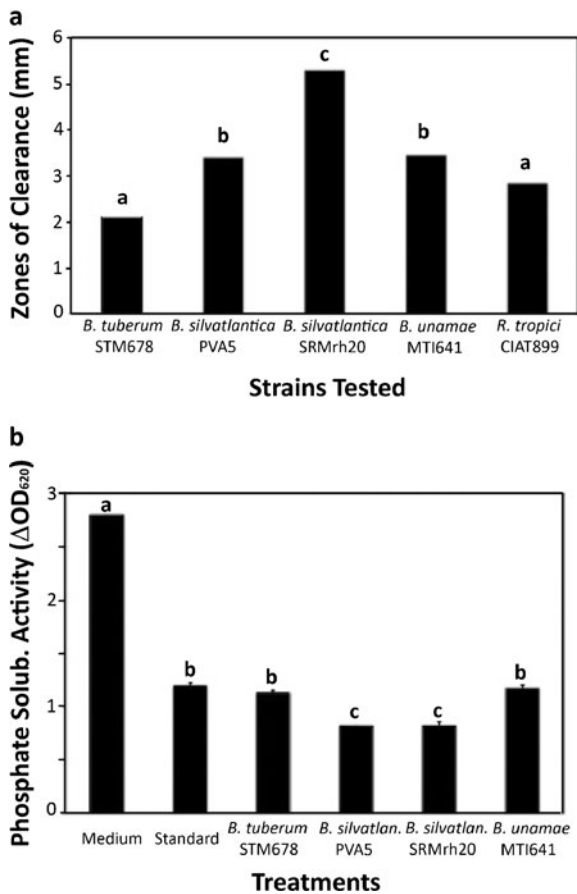 a
Zones of Clearance (mm)
6
5
4
3
2
1
0
a
b
c
b
a
B. tuberum B. silvatlantica B. silvatlantica B. unamae R. tropici
STM678 PVA5 SRMrh20 MTI641 CIAT899
Strains Tested
b
Phosphate Solub. Activity (ΔOD620)
3
2
1
0
a
b
b
c
c
b
Medium Standard B. tuberum B. silvatlan. B. silvatlan. B. unamae
STM678 PVA5 SRMrh20 MTI641
Treatments